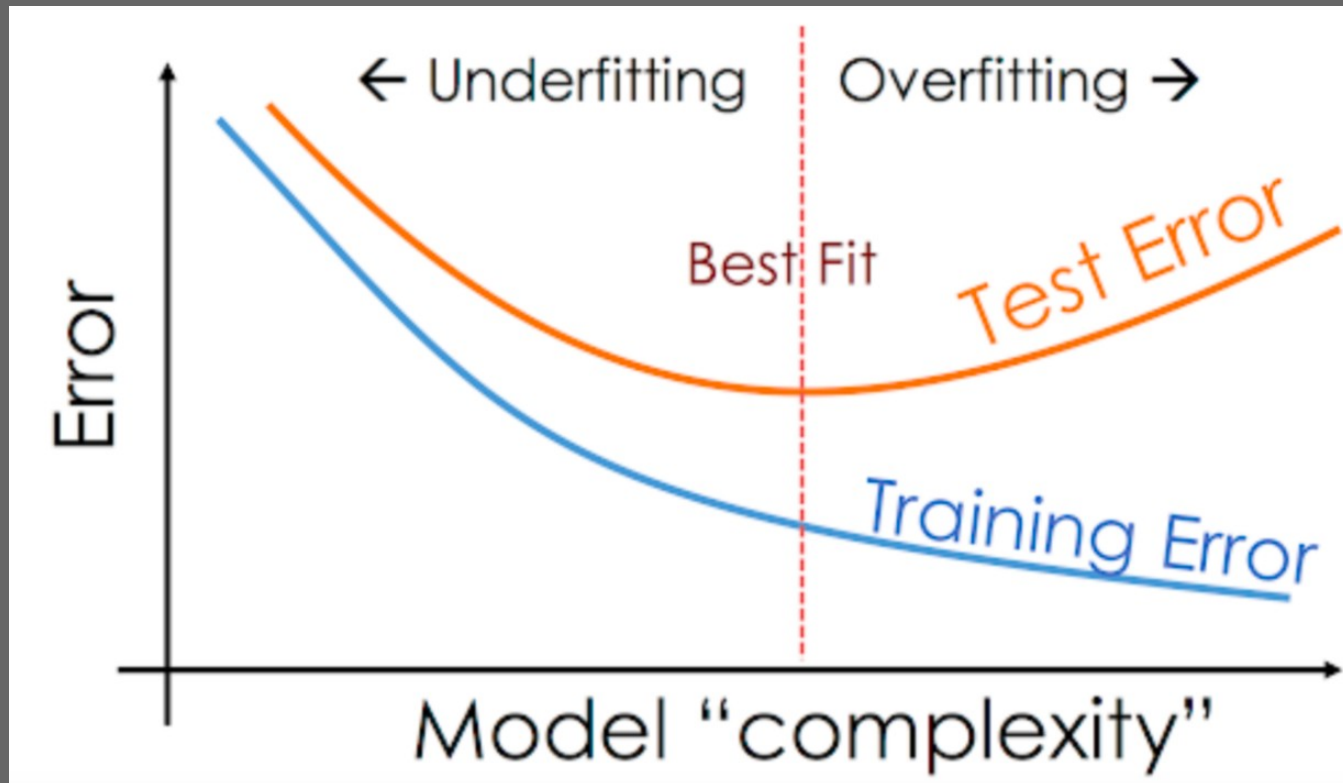 ← Underfitting
Overfitting →
Best Fit
Test Error
Training Error
Error
Model “complexity”